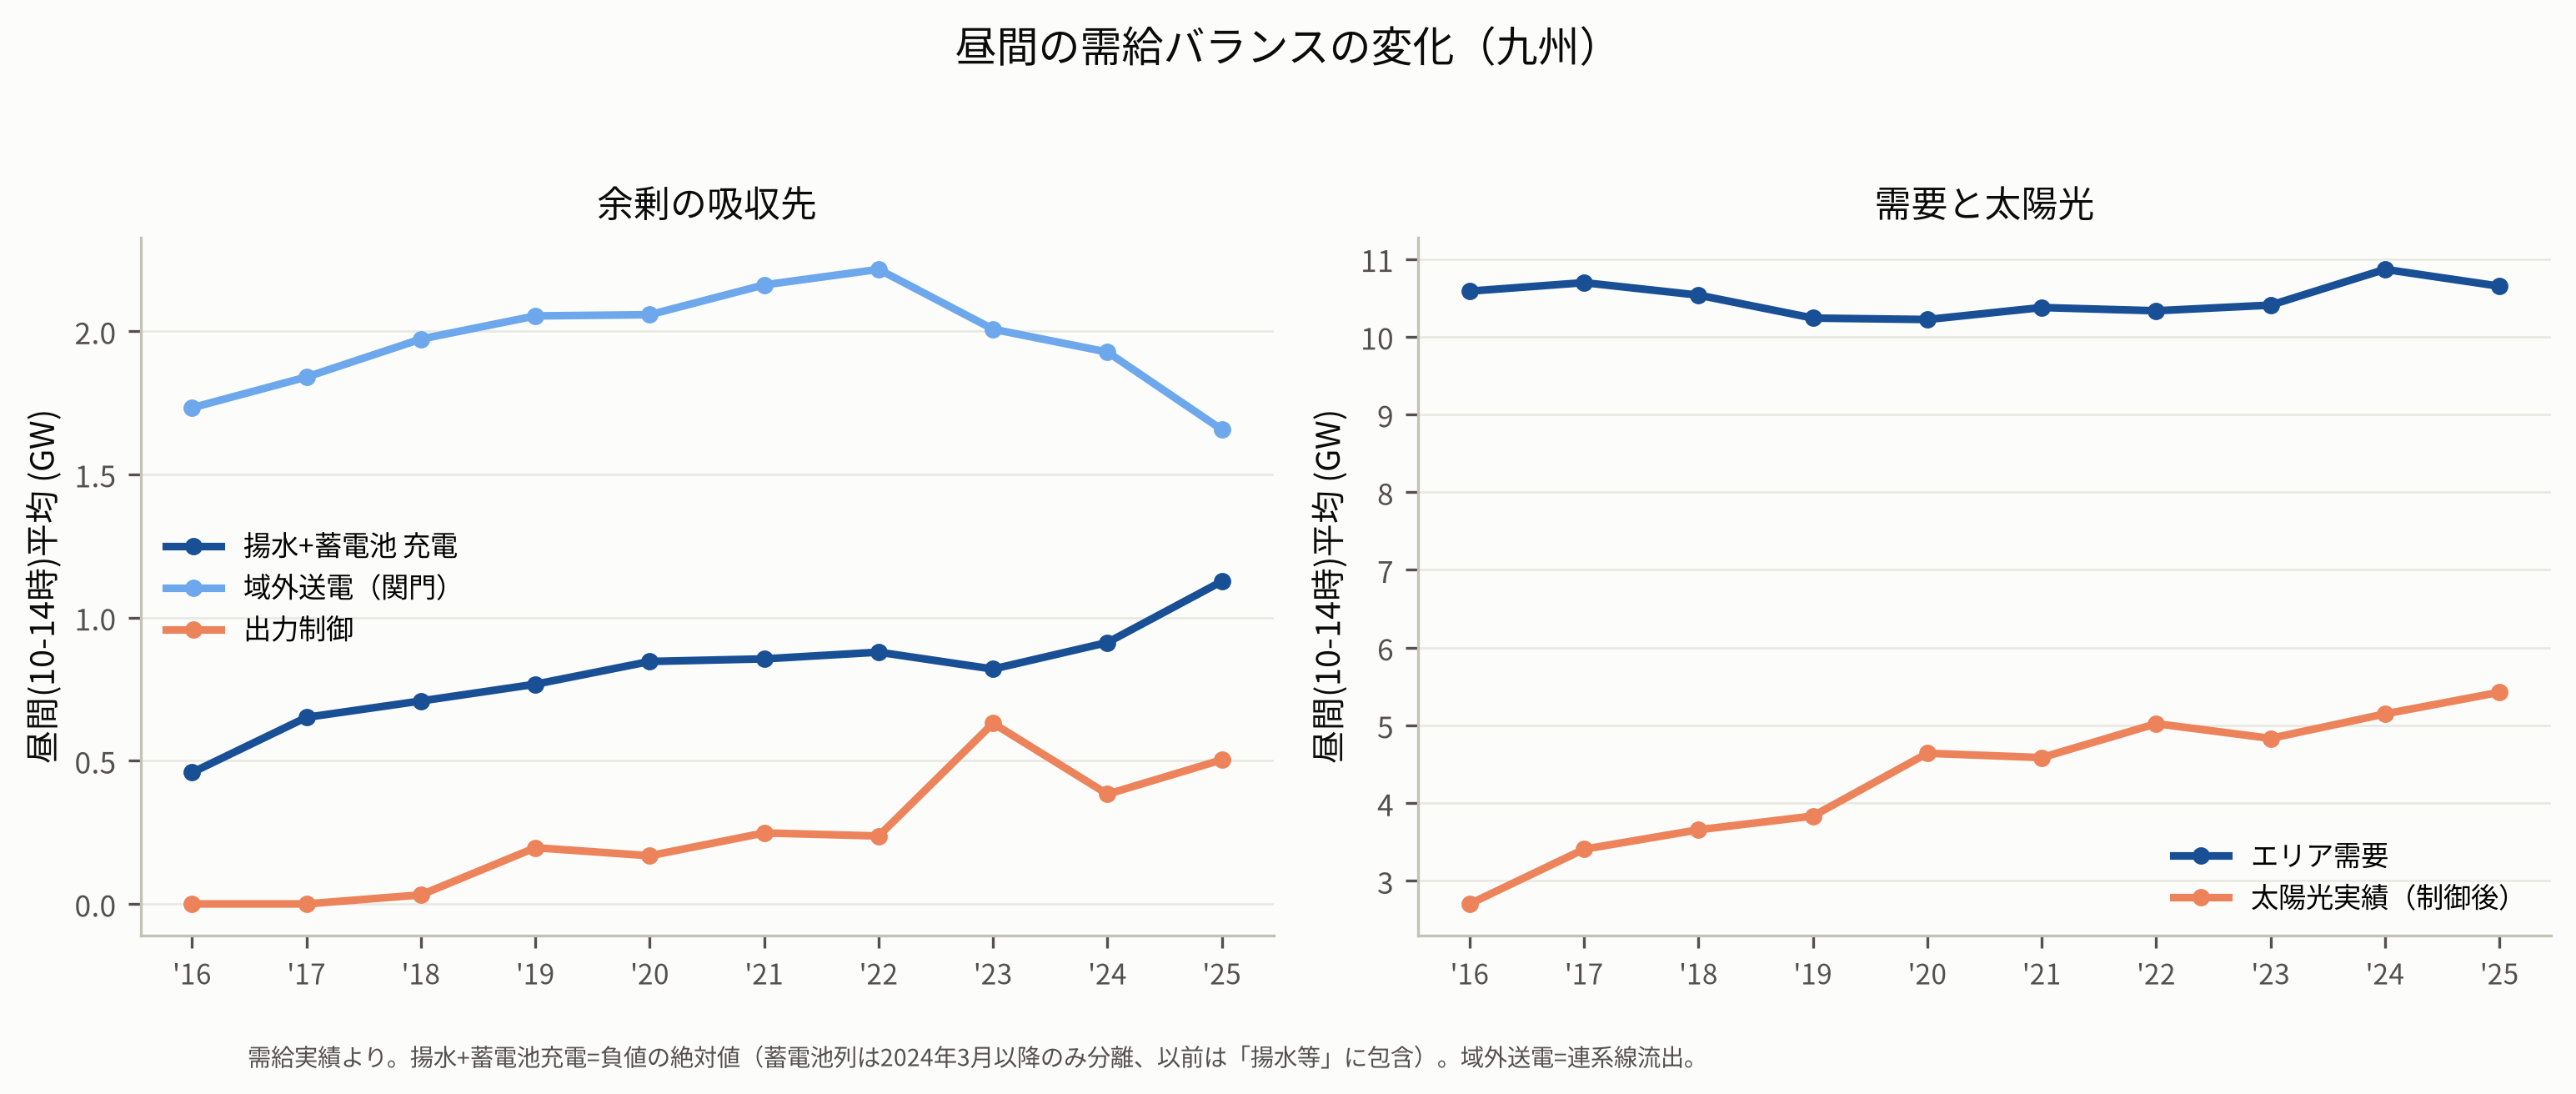 昼間の需給バランスの変化（九州）
余剰の吸収先
昼間(10-14時)平均 (GW)
2.0
1.5
1.0
0.5
0.0
揚水+蓄電池 充電
域外送電（関門）
出力制御
'16 '17 '18 '19 '20 '21 '22 '23 '24 '25
需要と太陽光
昼間(10-14時)平均 (GW)
11
10
9
8
7
6
5
4
3
エリア需要
太陽光実績（制御後）
'16 '17 '18 '19 '20 '21 '22 '23 '24 '25
需給実績より。揚水+蓄電池充電=負値の絶対値（蓄電池列は2024年3月以降のみ分離、以前は「揚水等」に包含）。域外送電=連系線流出。